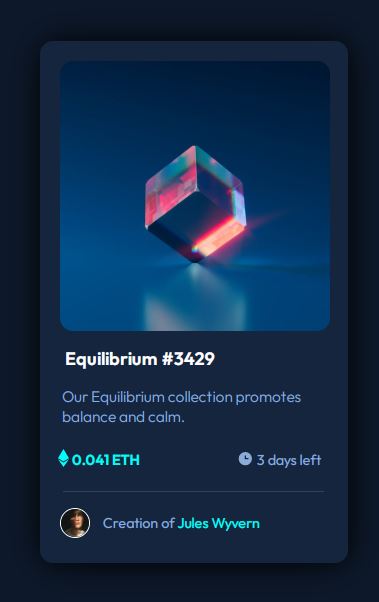 Equilibrium #3429
Our Equilibrium collection promotes
balance and calm.
0.041 ETH 3 days left
Creation of Jules Wyvern